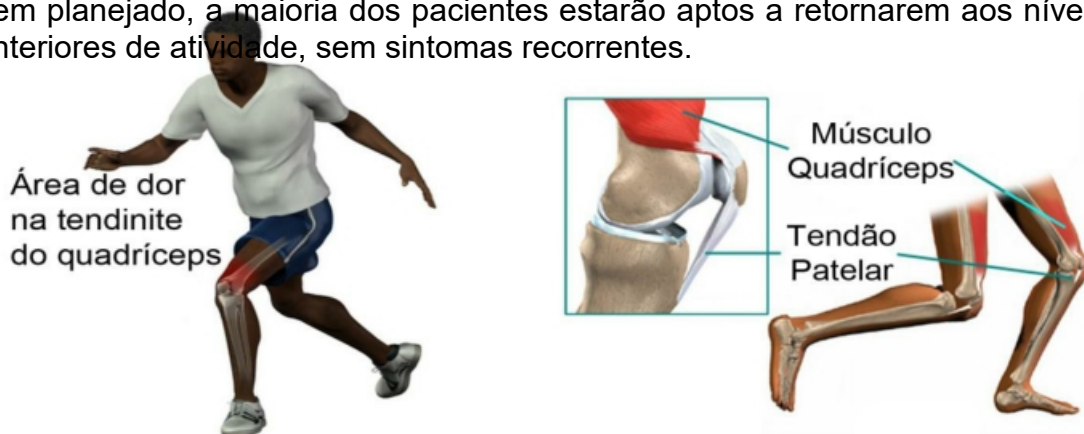 em planejado, a maioria dos pacientes estarão aptos a retornarem aos níve
nteriores de atividade, sem sintomas recorrentes.
Área de dor
na tendinite
do quadríceps
Músculo
Quadríceps
Tendão
Patelar